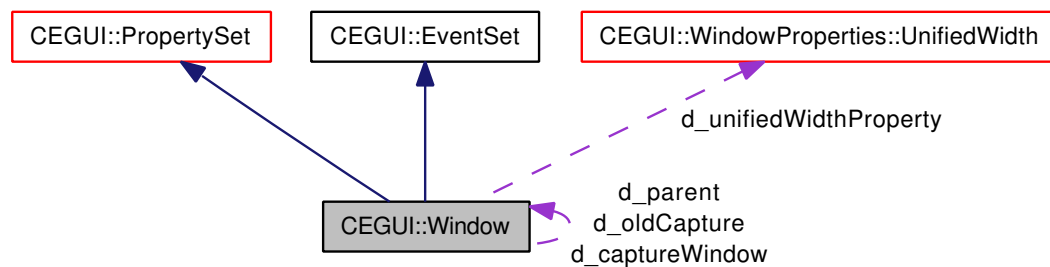 CEGUI::PropertySet
CEGUI::EventSet
CEGUI::WindowProperties::UnifiedWidth
d_unifiedWidthProperty
CEGUI::Window
d_parent
d_oldCapture
d_captureWindow